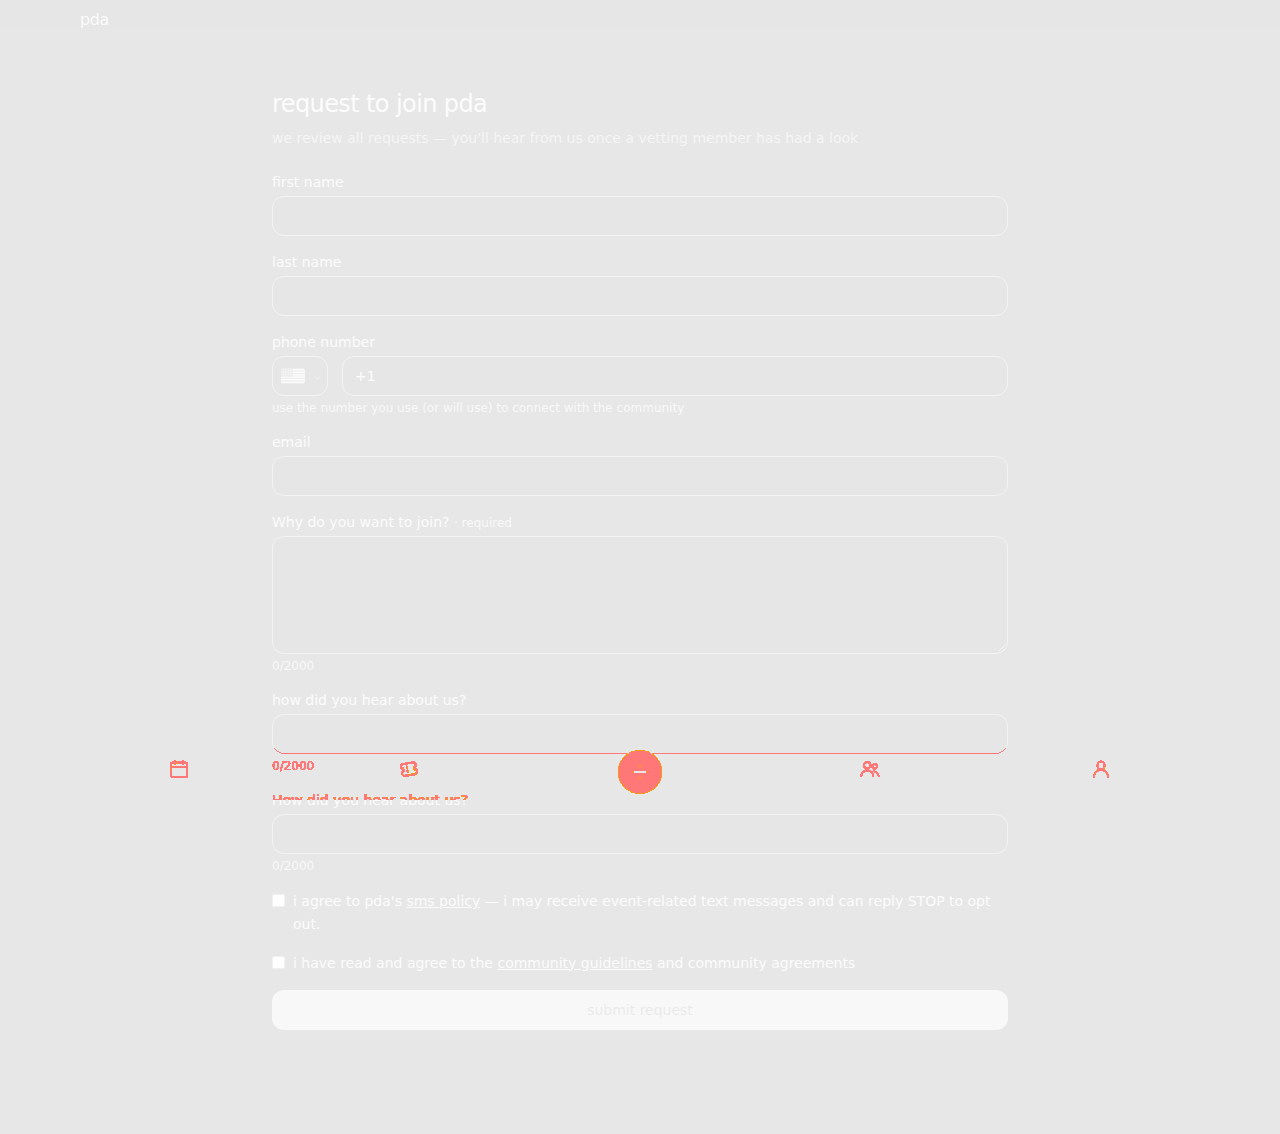 pda
request to join pda
we review all requests — you'll hear from us once a vetting member has had a look
first name
last name
phone number
+1
use the number you use (or will use) to connect with the community
email
Why do you want to join? · required
0/2000
how did you hear about us?
0/2000
How did you hear about us?
0/2000
i agree to pda's sms policy — i may receive event-related text messages and can reply STOP to opt
out.
i have read and agree to the community guidelines and community agreements
submit request